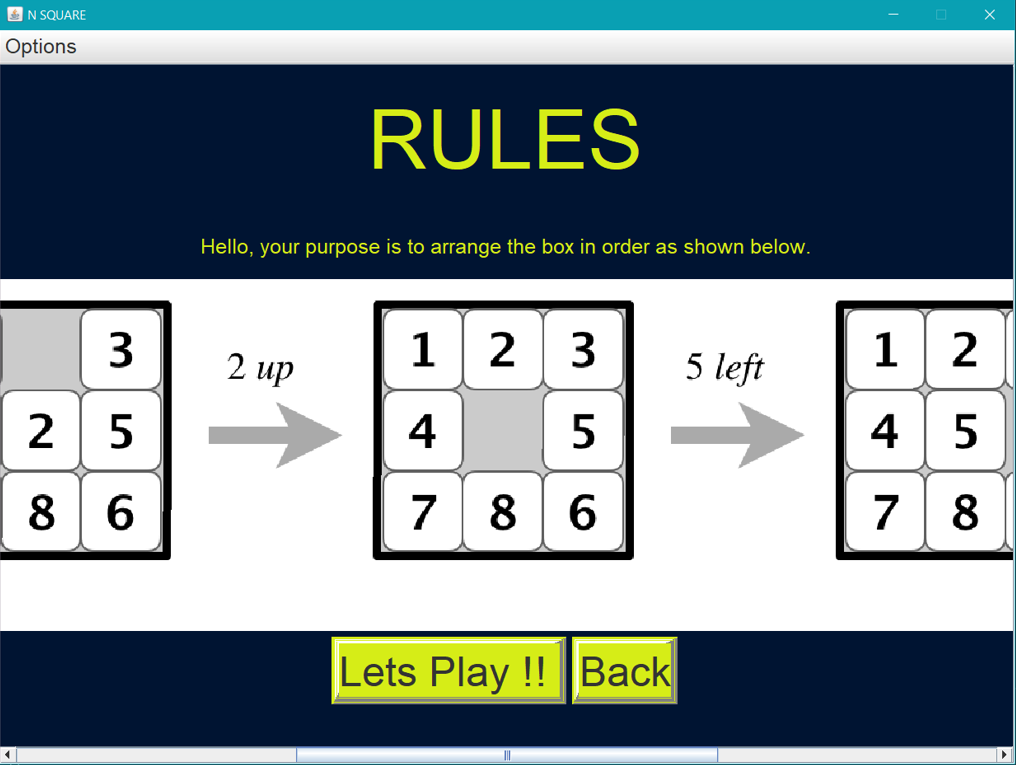 N SQUARE
Options
RULES
Hello, your purpose is to arrange the box in order as shown below.
2 up
5 left
3 1 2 3 1 2
2 5 4 5 4 5
8 6 7 8 6 7 8
Lets Play !! Back